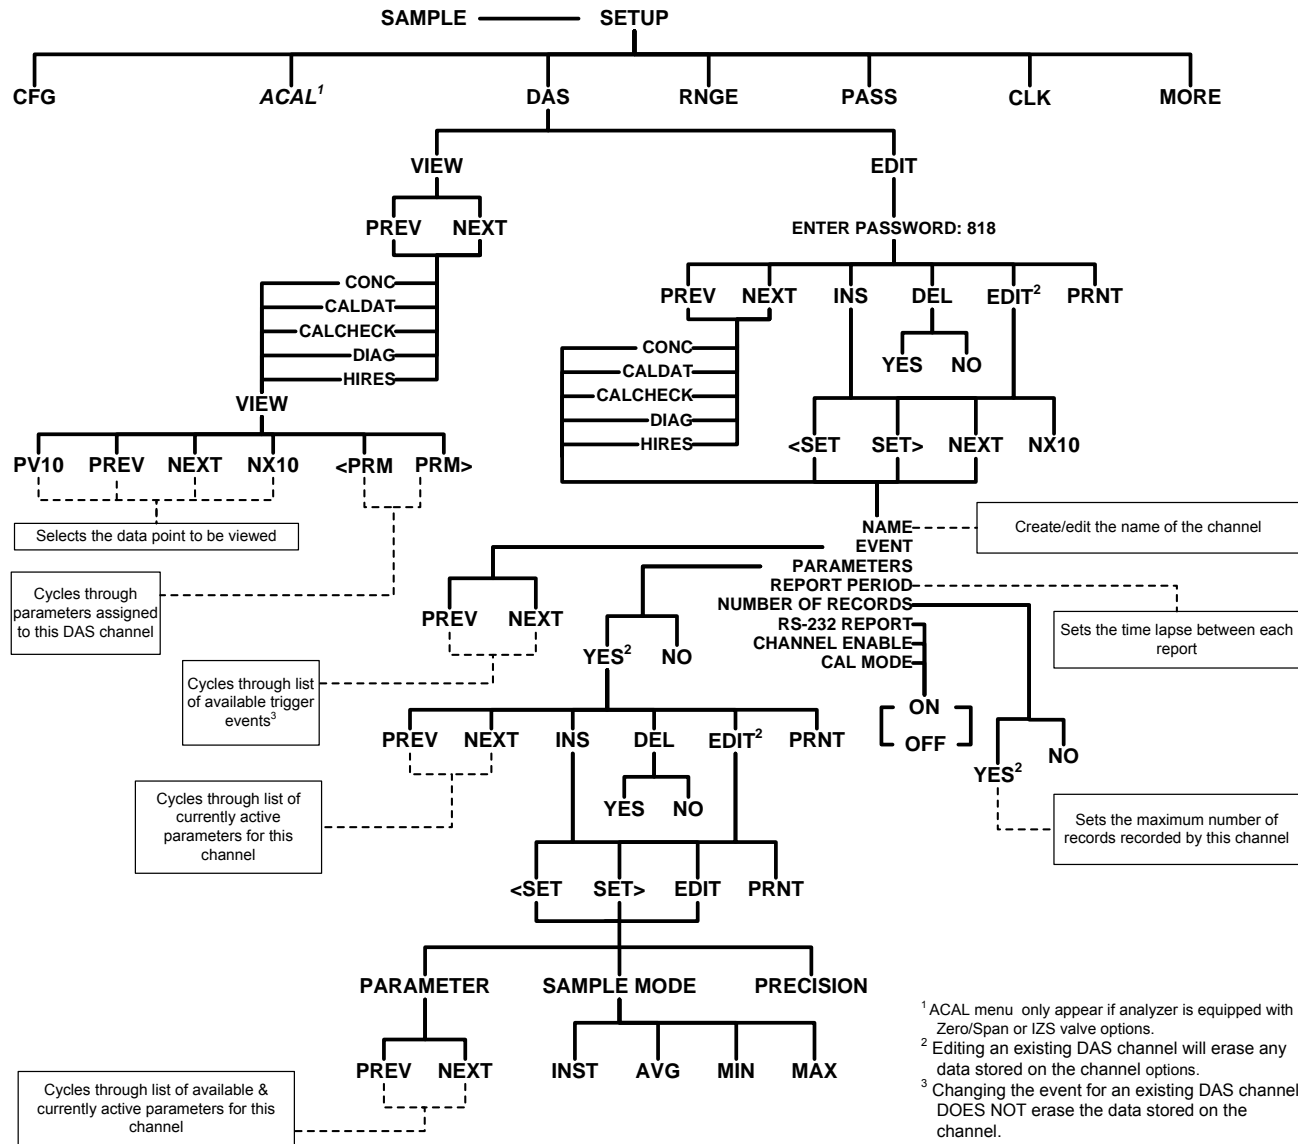 SAMPLE SETUP
CFG ACAL¹ DAS RNGE PASS CLK MORE
VIEW EDIT
PREV NEXT
ENTER PASSWORD: 818
CONC
CALDAT
CALCHECK
DIAG
HIRES
PREV NEXT INS DEL EDIT² PRNT
YES NO
CONC
CALDAT
CALCHECK
DIAG
HIRES
VIEW
<SET SET> NEXT NX10
PV10 PREV NEXT NX10 <PRM PRM>
Selects the data point to be viewed
Cycles through
parameters assigned
to this DAS channel
NAME
EVENT
PARAMETERS
REPORT PERIOD
NUMBER OF RECORDS
RS-232 REPORT
CHANNEL ENABLE
CAL MODE
Create/edit the name of the channel
Sets the time lapse between each
report
PREV NEXT
Cycles through list
of available trigger
events³
YES² NO
ON
OFF
YES² NO
Sets the maximum number of
records recorded by this channel
PREV NEXT INS DEL EDIT² PRNT
Cycles through list of
currently active
parameters for this
channel
YES NO
<SET SET> EDIT PRNT
PARAMETER SAMPLE MODE PRECISION
PREV NEXT INST AVG MIN MAX
Cycles through list of available &
currently active parameters for this
channel
¹ ACAL menu only appear if analyzer is equipped with
Zero/Span or IZS valve options.
² Editing an existing DAS channel will erase any
data stored on the channel options.
³ Changing the event for an existing DAS channel
DOES NOT erase the data stored on the
channel.